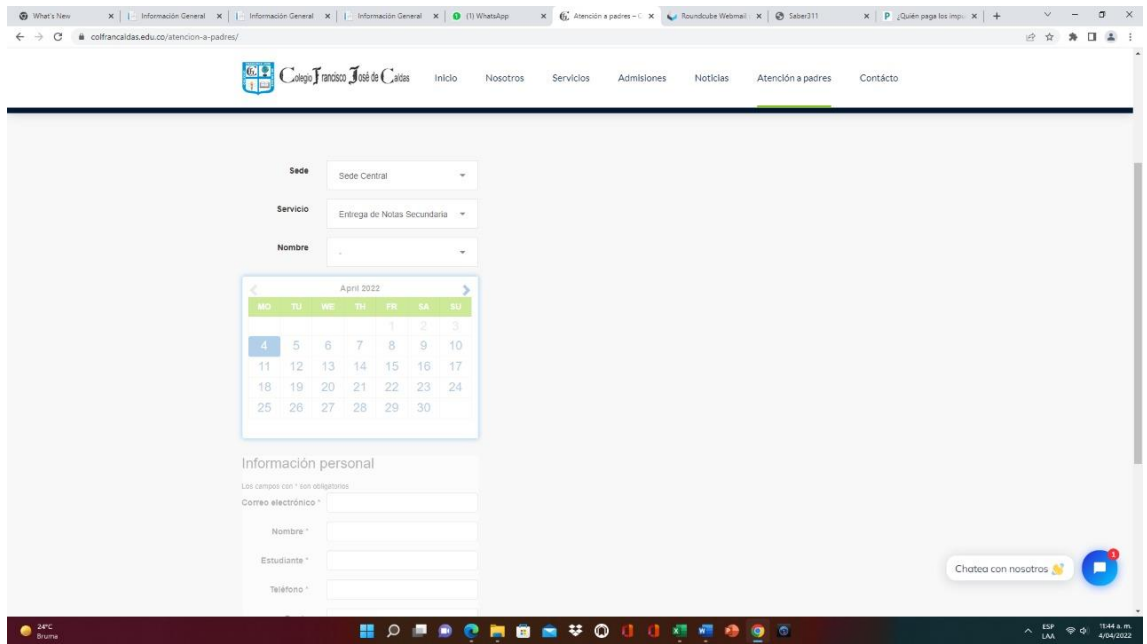 What's New
Información General
Información General
Información General
(1) WhatsApp
Atención a padres – C
Roundcube Webmail
Saber311
¿Quién paga los impu
colfrancaldas.edu.co/atencion-a-padres/
Colegio Francisco José de Caldas
Inicio Nosotros Servicios Admisiones Noticias Atención a padres Contácto
Sede Sede Central
Servicio Entrega de Notas Secundaria
Nombre -
April 2022
MO TU WE TH FR SA SU
1 2 3
4 5 6 7 8 9 10
11 12 13 14 15 16 17
18 19 20 21 22 23 24
25 26 27 28 29 30
Información personal
Los campos con * son obligatorios
Correo electrónico *
Nombre *
Estudiante *
Teléfono *
Chatea con nosotros 👋
1
24°C
Bruma
ESP
LAA
11:44 a. m.
4/04/2022